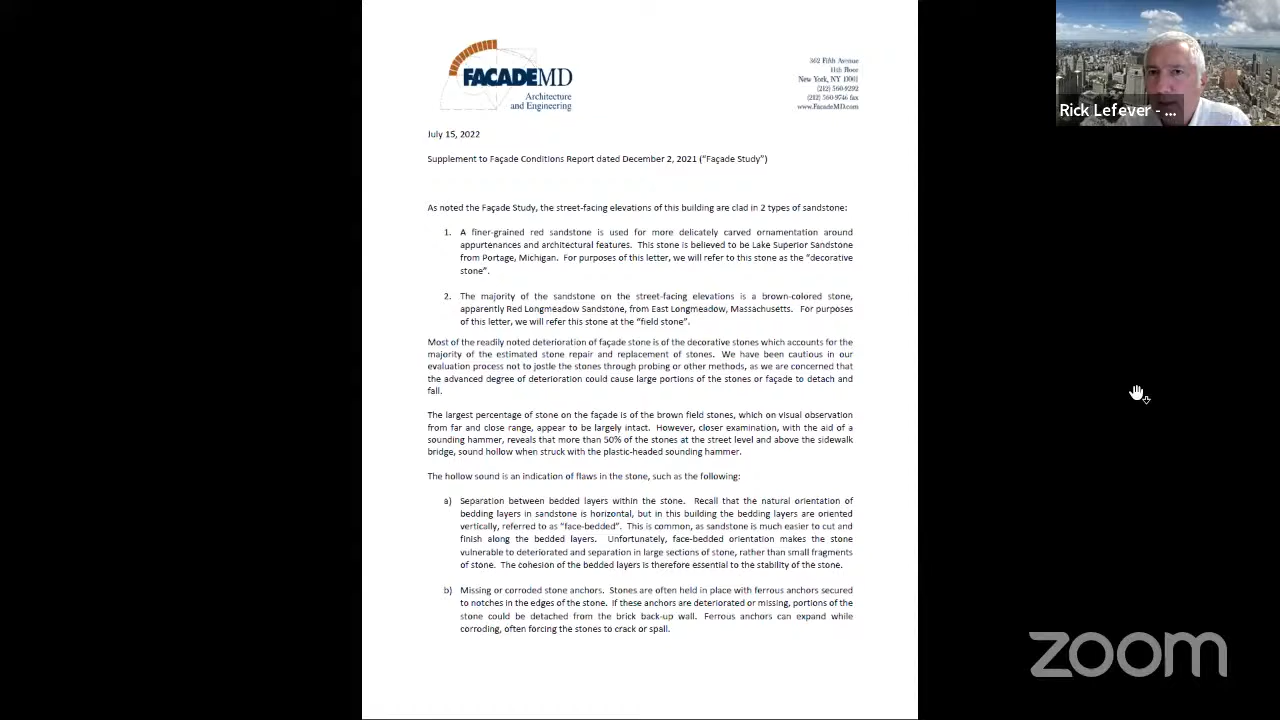 FACADEMD
Architecture
and Engineering
362 Fifth Avenue
11th Floor
New York, NY 10001
(212) 560-9292
(212) 560-9746 fax
www.FacadeMD.com
Rick Lefever - ...
July 15, 2022
Supplement to Façade Conditions Report dated December 2, 2021 (“Façade Study”)
As noted the Façade Study, the street-facing elevations of this building are clad in 2 types of sandstone:
1. A finer-grained red sandstone is used for more delicately carved ornamentation around
appurtenances and architectural features. This stone is believed to be Lake Superior Sandstone
from Portage, Michigan. For purposes of this letter, we will refer to this stone as the “decorative
stone”.
2. The majority of the sandstone on the street-facing elevations is a brown-colored stone,
apparently Red Longmeadow Sandstone, from East Longmeadow, Massachusetts. For purposes
of this letter, we will refer this stone at the “field stone”.
Most of the readily noted deterioration of façade stone is of the decorative stones which accounts for the
majority of the estimated stone repair and replacement of stones. We have been cautious in our
evaluation process not to jostle the stones through probing or other methods, as we are concerned that
the advanced degree of deterioration could cause large portions of the stones or façade to detach and
fall.
The largest percentage of stone on the façade is of the brown field stones, which on visual observation
from far and close range, appear to be largely intact. However, closer examination, with the aid of a
sounding hammer, reveals that more than 50% of the stones at the street level and above the sidewalk
bridge, sound hollow when struck with the plastic-headed sounding hammer.
The hollow sound is an indication of flaws in the stone, such as the following:
a) Separation between bedded layers within the stone. Recall that the natural orientation of
bedding layers in sandstone is horizontal, but in this building the bedding layers are oriented
vertically, referred to as “face-bedded”. This is common, as sandstone is much easier to cut and
finish along the bedded layers. Unfortunately, face-bedded orientation makes the stone
vulnerable to deteriorated and separation in large sections of stone, rather than small fragments
of stone. The cohesion of the bedded layers is therefore essential to the stability of the stone.
b) Missing or corroded stone anchors. Stones are often held in place with ferrous anchors secured
to notches in the edges of the stone. If these anchors are deteriorated or missing, portions of the
stone could be detached from the brick back-up wall. Ferrous anchors can expand while
corroding, often forcing the stones to crack or spall.
zoom